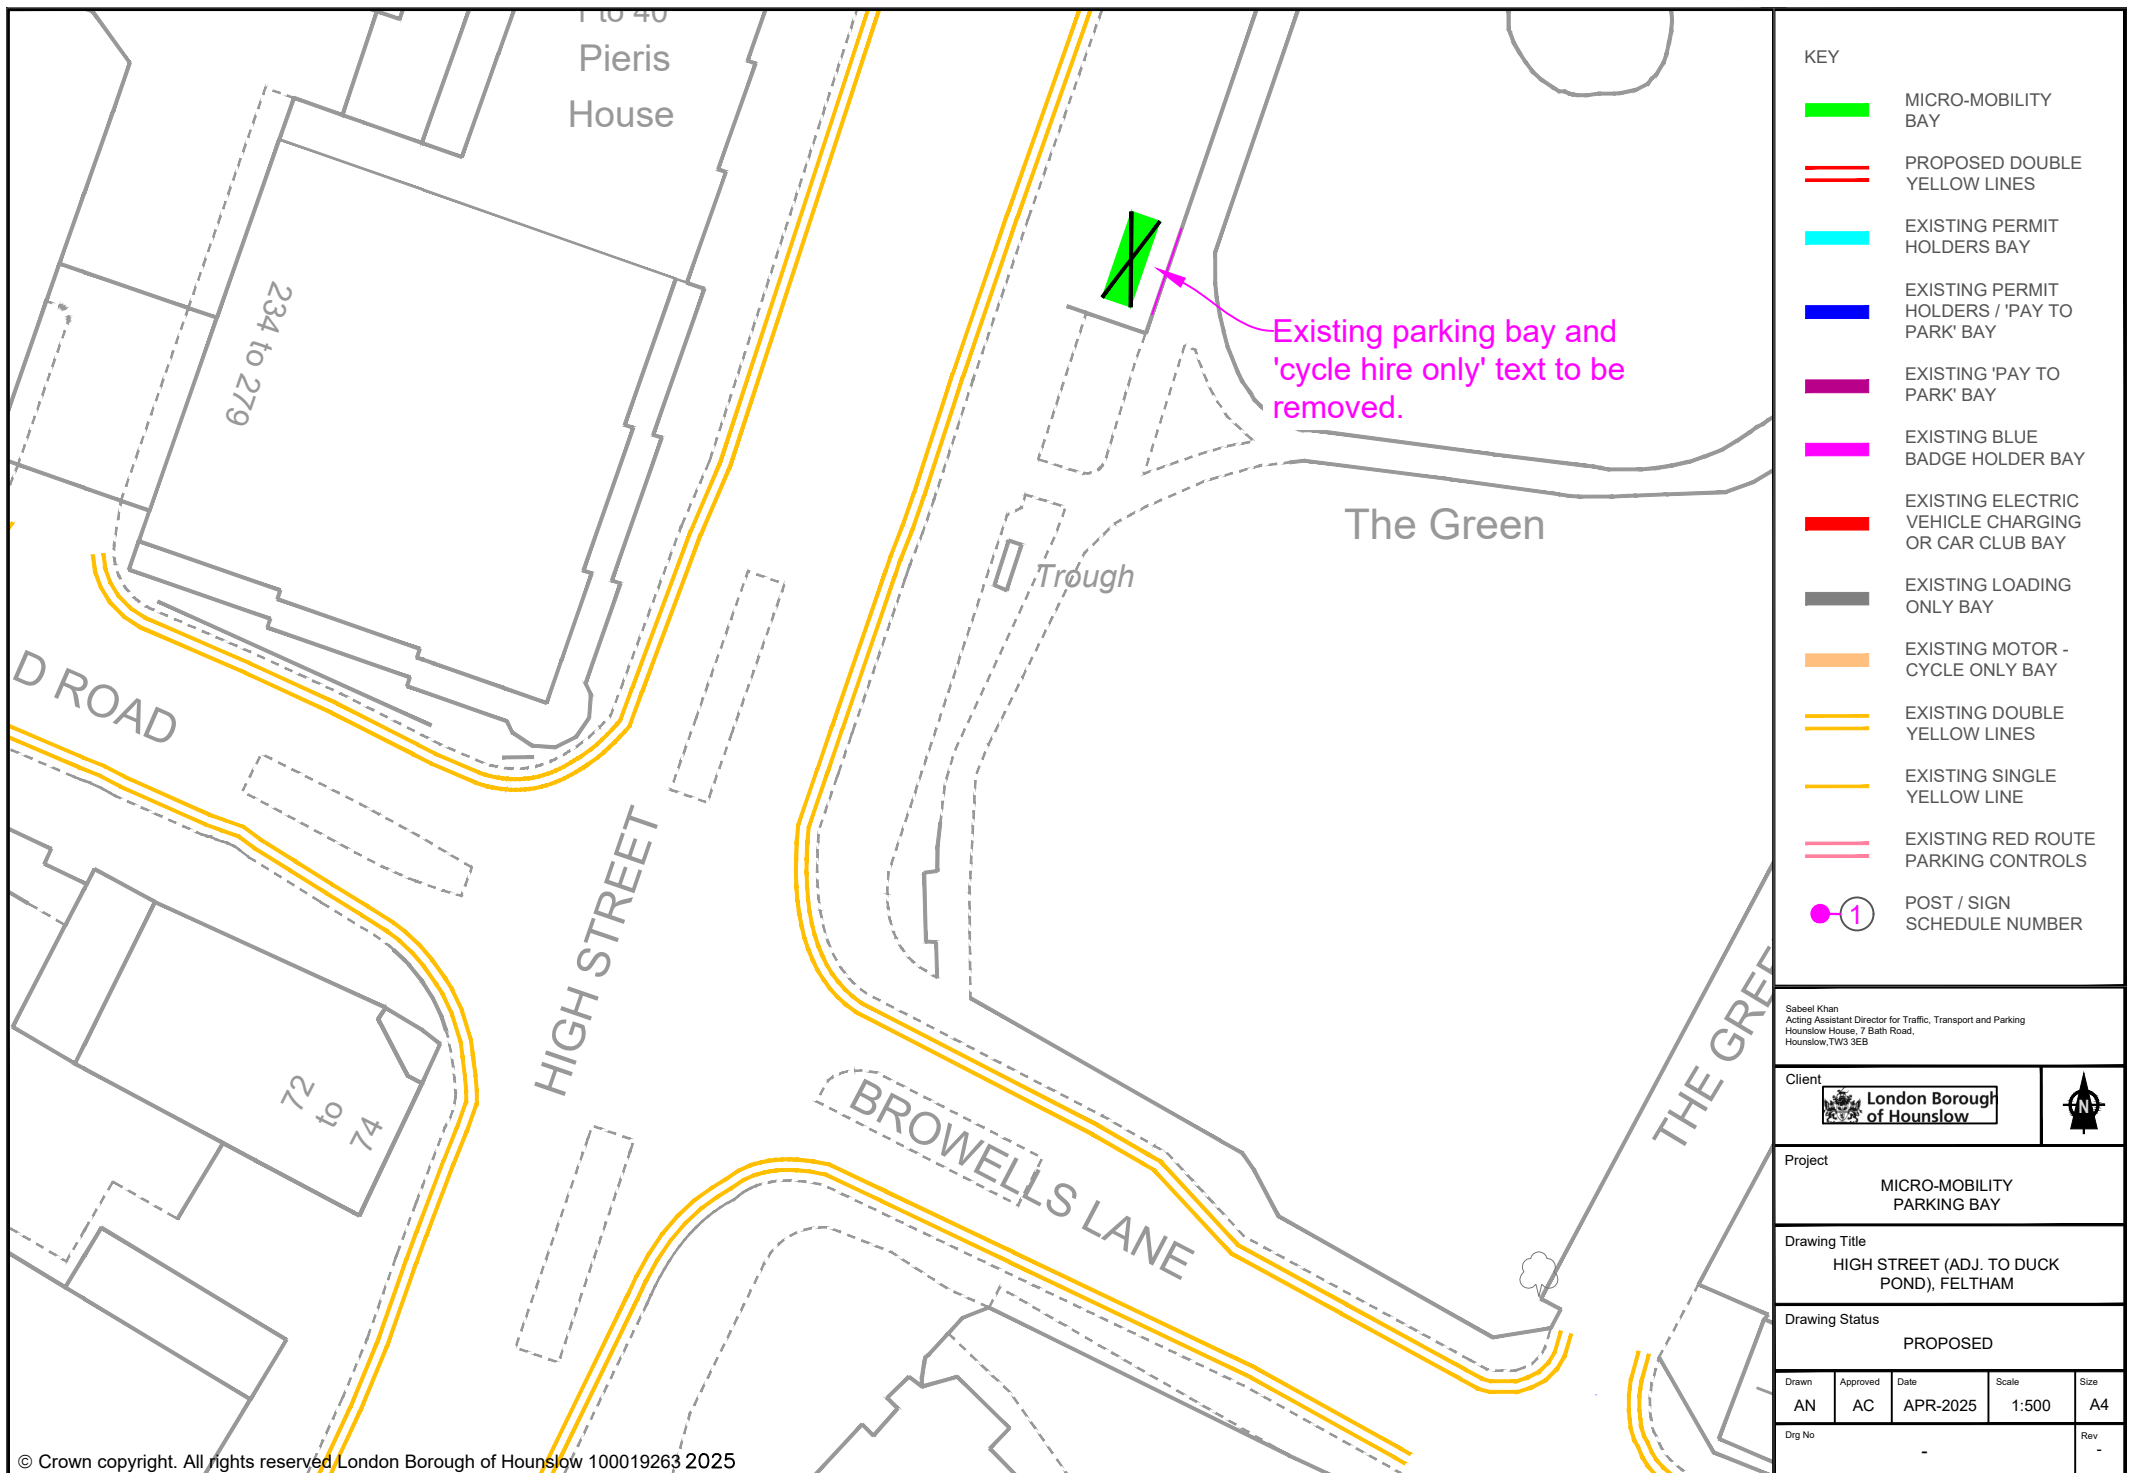 Pieris
House
234 to 279
Existing parking bay and
'cycle hire only' text to be
removed.
The Green
Trough
D ROAD
HIGH STREET
72
to
74
BROWELLS LANE
THE GREE
© Crown copyright. All rights reserved London Borough of Hounslow 100019263 2025
KEY
MICRO-MOBILITY
BAY
PROPOSED DOUBLE
YELLOW LINES
EXISTING PERMIT
HOLDERS BAY
EXISTING PERMIT
HOLDERS / 'PAY TO
PARK' BAY
EXISTING 'PAY TO
PARK' BAY
EXISTING BLUE
BADGE HOLDER BAY
EXISTING ELECTRIC
VEHICLE CHARGING
OR CAR CLUB BAY
EXISTING LOADING
ONLY BAY
EXISTING MOTOR -
CYCLE ONLY BAY
EXISTING DOUBLE
YELLOW LINES
EXISTING SINGLE
YELLOW LINE
EXISTING RED ROUTE
PARKING CONTROLS
1
POST / SIGN
SCHEDULE NUMBER
Sabeel Khan
Acting Assistant Director for Traffic, Transport and Parking
Hounslow House, 7 Bath Road,
Hounslow,TW3 3EB
Client
London Borough
of Hounslow
N
Project
MICRO-MOBILITY
PARKING BAY
Drawing Title
HIGH STREET (ADJ. TO DUCK
POND), FELTHAM
Drawing Status
PROPOSED
Drawn Approved Date Scale Size
AN AC APR-2025 1:500 A4
Drg No Rev
- -